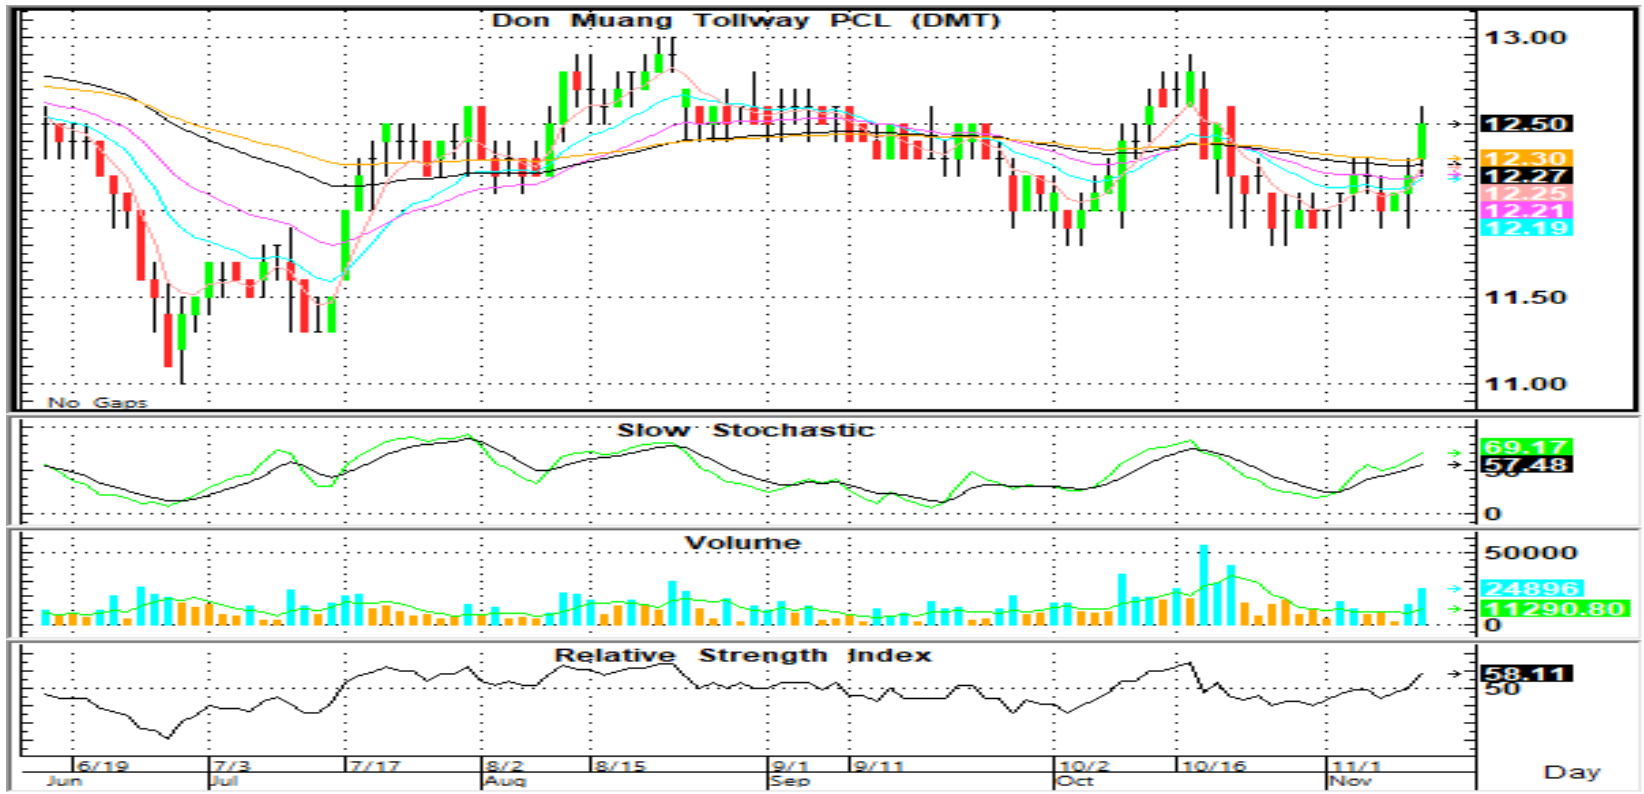 Don Muang Tollway PCL (DMT)
13.00
12.50
12.30
12.27
12.25
12.21
12.19
11.50
11.00
No Gaps
Slow Stochastic
69.17
57.48
0
Volume
50000
24896
11290.80
0
Relative Strength Index
58.11
50
6/19 7/3 7/17 8/2 8/15 9/1 9/11 10/2 10/16 11/1
Jun Jul Aug Sep Oct Nov
Day